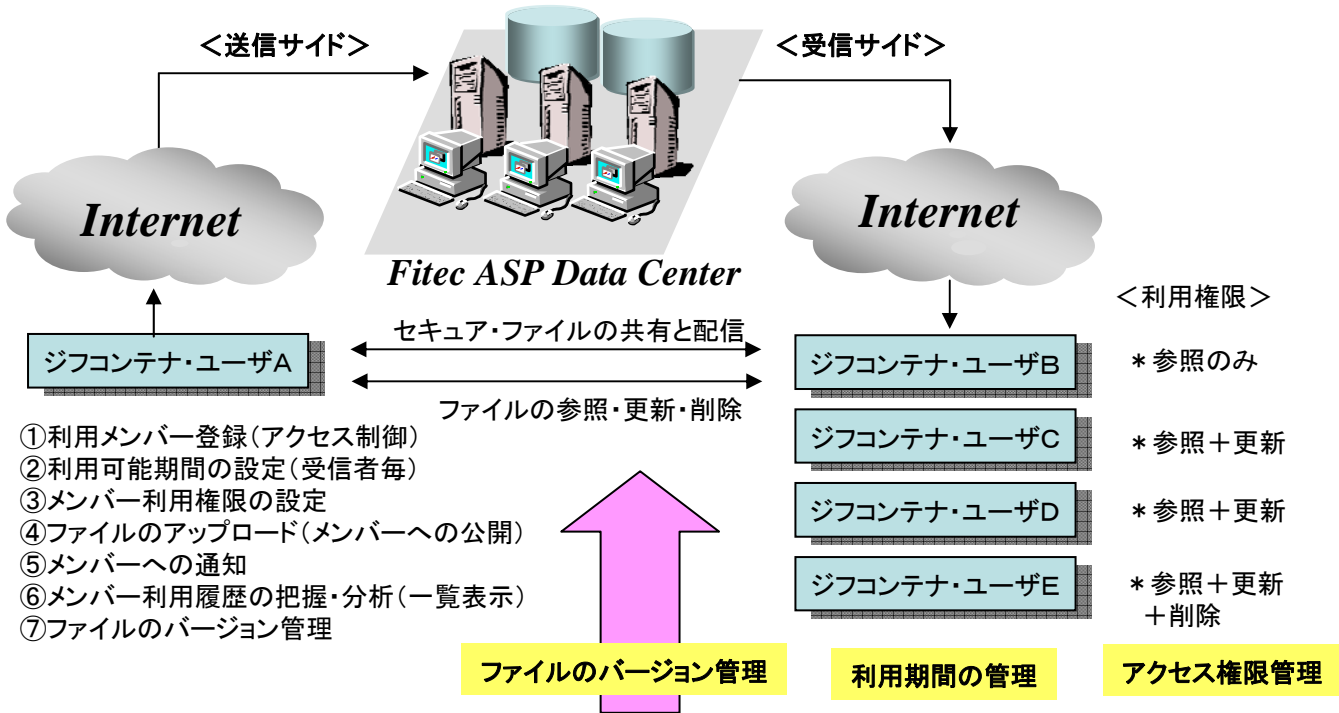 ＜送信サイド＞
＜受信サイド＞
Internet
Internet
Fitec ASP Data Center
＜利用権限＞
セキュア・ファイルの共有と配信
ジフコンテナ・ユーザA
ジフコンテナ・ユーザB
＊参照のみ
ファイルの参照・更新・削除
①利用メンバー登録(アクセス制御)
②利用可能期間の設定(受信者毎)
③メンバー利用権限の設定
④ファイルのアップロード(メンバーへの公開)
⑤メンバーへの通知
⑥メンバー利用履歴の把握・分析(一覧表示)
⑦ファイルのバージョン管理
ジフコンテナ・ユーザC
＊参照＋更新
ジフコンテナ・ユーザD
＊参照＋更新
ジフコンテナ・ユーザE
＊参照＋更新
＋削除
ファイルのバージョン管理
利用期間の管理
アクセス権限管理